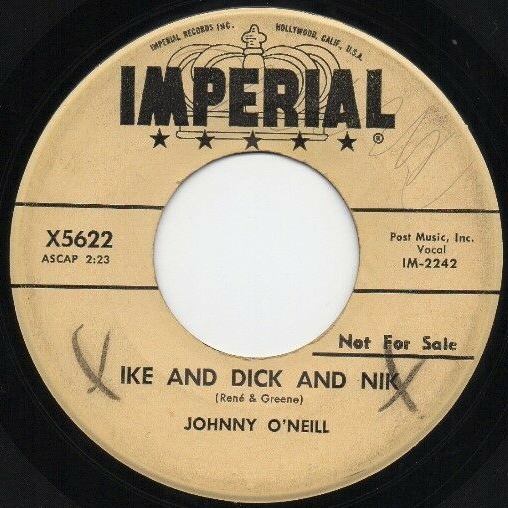 IMPERIAL RECORDS INC. HOLLYWOOD, CALIF., U.S.A.
IMPERIAL ®
X5622
ASCAP 2:23
Post Music, Inc.
Vocal
IM-2242
Not For Sale
IKE AND DICK AND NIK
(René & Greene)
JOHNNY O'NEILL